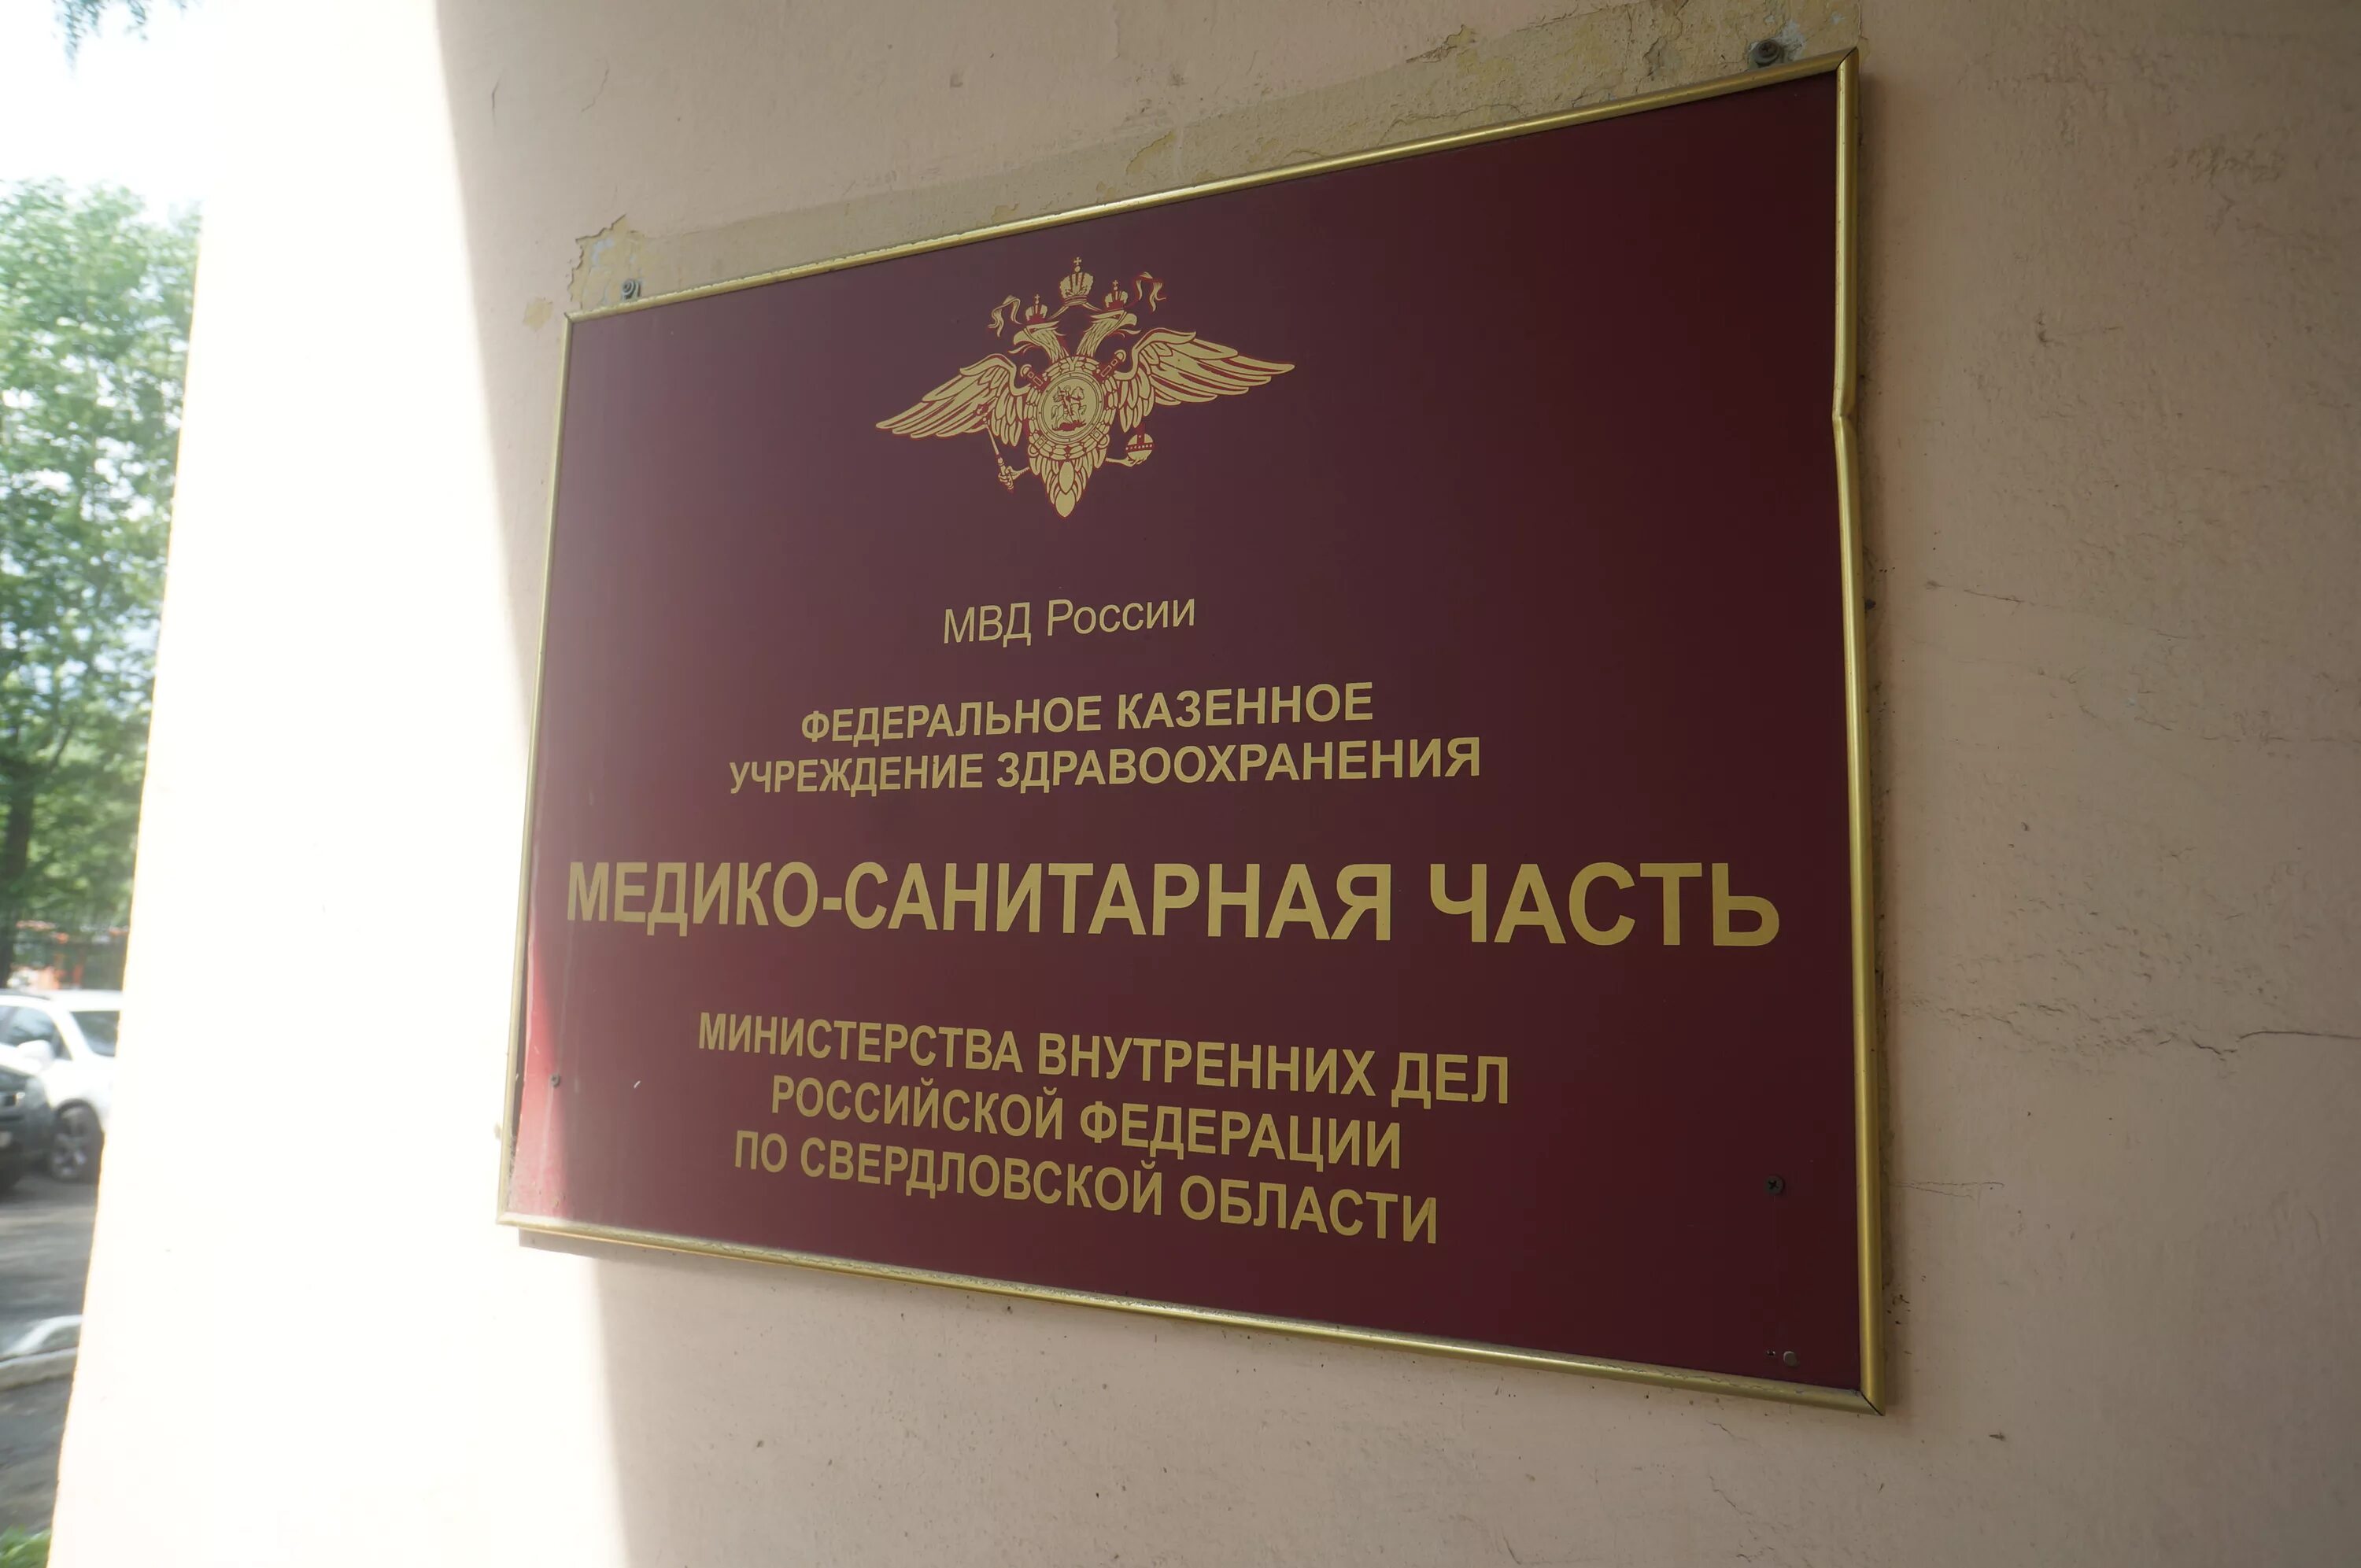 МВД России
ФЕДЕРАЛЬНОЕ КАЗЕННОЕ
УЧРЕЖДЕНИЕ ЗДРАВООХРАНЕНИЯ
МЕДИКО-САНИТАРНАЯ ЧАСТЬ
МИНИСТЕРСТВА ВНУТРЕННИХ ДЕЛ
РОССИЙСКОЙ ФЕДЕРАЦИИ
ПО СВЕРДЛОВСКОЙ ОБЛАСТИ